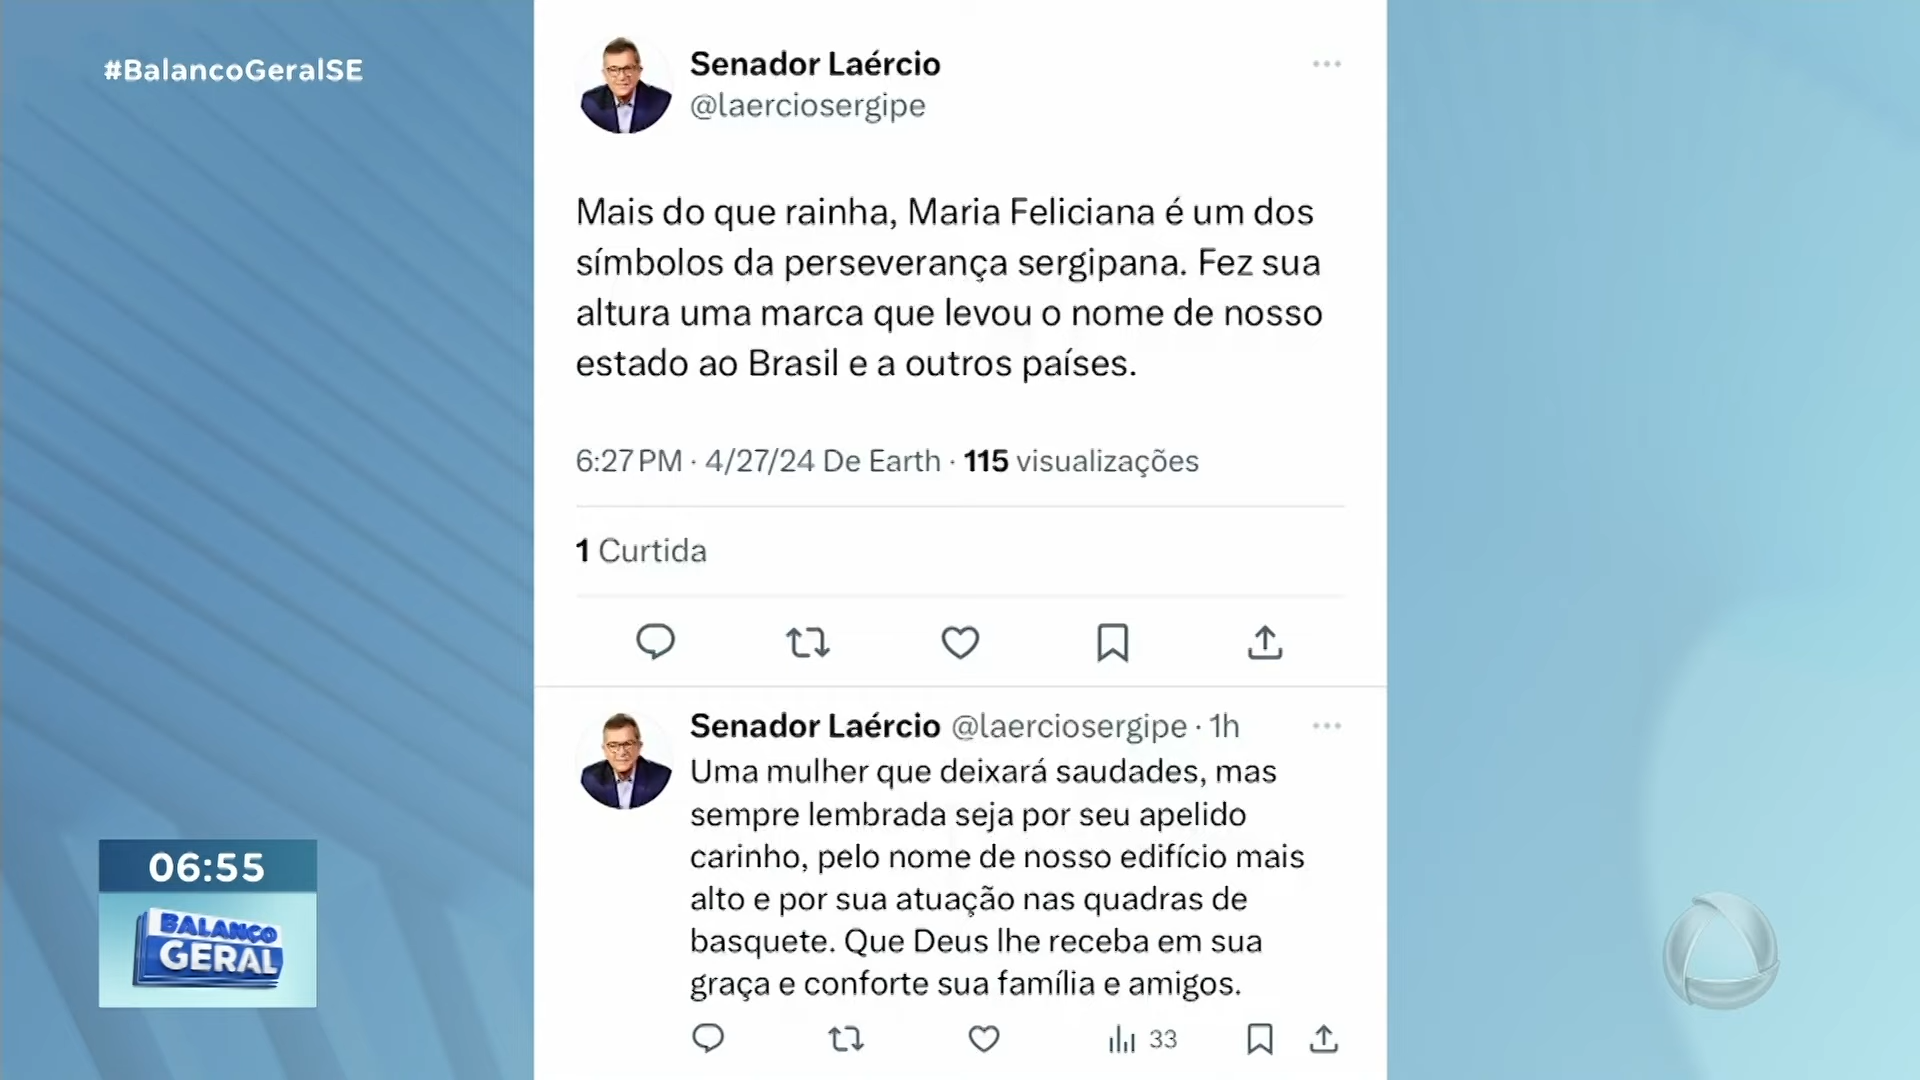 #BalancoGeralSE
Senador Laércio
@laerciosergipe
Mais do que rainha, Maria Feliciana é um dos
símbolos da perseverança sergipana. Fez sua
altura uma marca que levou o nome de nosso
estado ao Brasil e a outros países.
6:27 PM · 4/27/24 De Earth · 115 visualizações
1 Curtida
Senador Laércio @laerciosergipe · 1h
Uma mulher que deixará saudades, mas
sempre lembrada seja por seu apelido
carinho, pelo nome de nosso edifício mais
alto e por sua atuação nas quadras de
basquete. Que Deus lhe receba em sua
graça e conforte sua família e amigos.
33
06:55
BALANÇO
GERAL